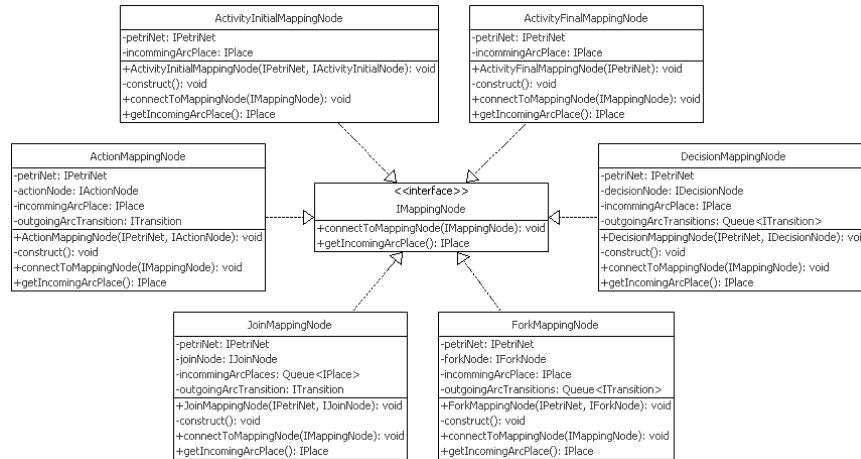 ActivityInitialMappingNode
-petriNet: IPetriNet
-incommingArcPlace: IPlace
+ActivityInitialMappingNode(IPetriNet, IActivityInitialNode): void
-construct(): void
+connectToMappingNode(IMappingNode): void
+getIncomingArcPlace(): IPlace
ActivityFinalMappingNode
-petriNet: IPetriNet
-incommingArcPlace: IPlace
+ActivityFinalMappingNode(IPetriNet): void
-construct(): void
+connectToMappingNode(IMappingNode): void
+getIncomingArcPlace(): IPlace
ActionMappingNode
-petriNet: IPetriNet
-actionNode: IActionNode
-incommingArcPlace: IPlace
-outgoingArcTransition: ITransition
+ActionMappingNode(IPetriNet, IActionNode): void
-construct(): void
+connectToMappingNode(IMappingNode): void
+getIncomingArcPlace(): IPlace
<<interface>>
IMappingNode
+connectToMappingNode(IMappingNode): void
+getIncomingArcPlace(): IPlace
DecisionMappingNode
-petriNet: IPetriNet
-decisionNode: IDecisionNode
-incommingArcPlace: IPlace
-outgoingArcTransitions: Queue<ITransition>
+DecisionMappingNode(IPetriNet, IDecisionNode): void
-construct(): void
+connectToMappingNode(IMappingNode): void
+getIncomingArcPlace(): IPlace
JoinMappingNode
-petriNet: IPetriNet
-joinNode: IJoinNode
-incommingArcPlaces: Queue<IPlace>
-outgoingArcTransition: ITransition
+JoinMappingNode(IPetriNet, IJoinNode): void
-construct(): void
+connectToMappingNode(IMappingNode): void
+getIncomingArcPlace(): IPlace
ForkMappingNode
-petriNet: IPetriNet
-forkNode: IForkNode
-incommingArcPlace: IPlace
-outgoingArcTransitions: Queue<ITransition>
+ForkMappingNode(IPetriNet, IForkNode): void
-construct(): void
+connectToMappingNode(IMappingNode): void
+getIncomingArcPlace(): IPlace